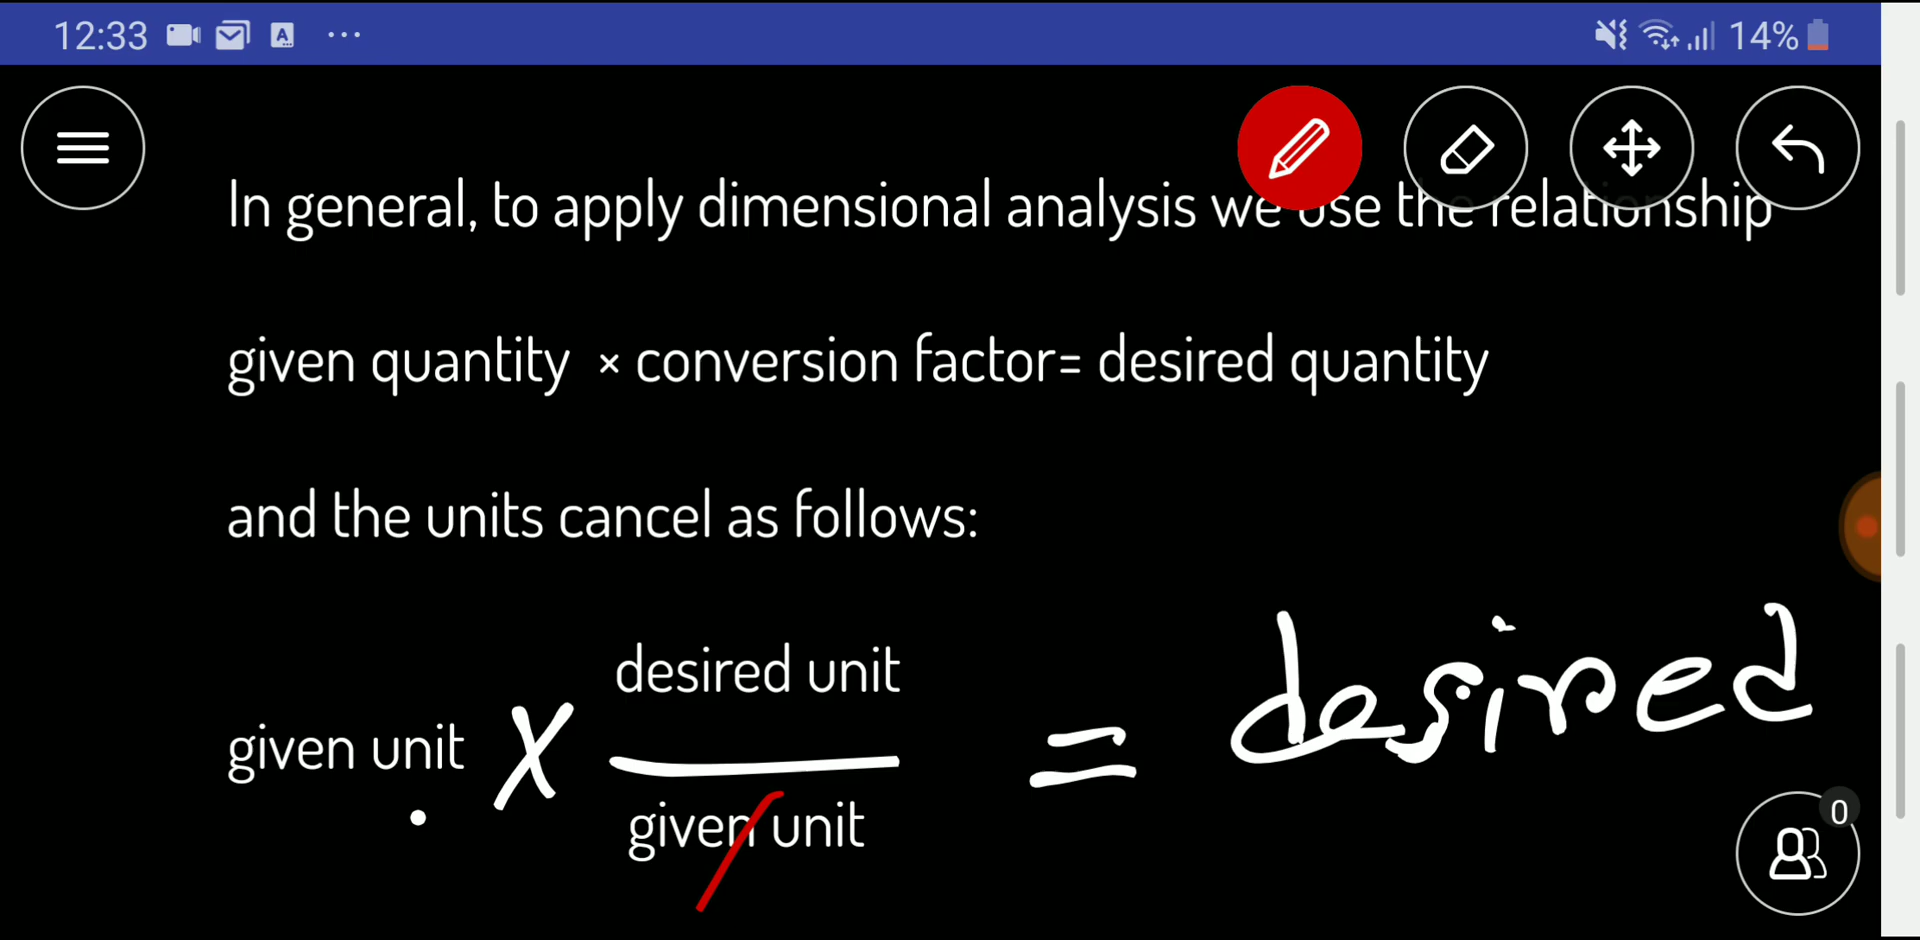 12:33 A ... 14%
In general, to apply dimensional analysis we use the relationship
given quantity × conversion factor= desired quantity
and the units cancel as follows:
desired unit
given unit X = desired
given unit
0